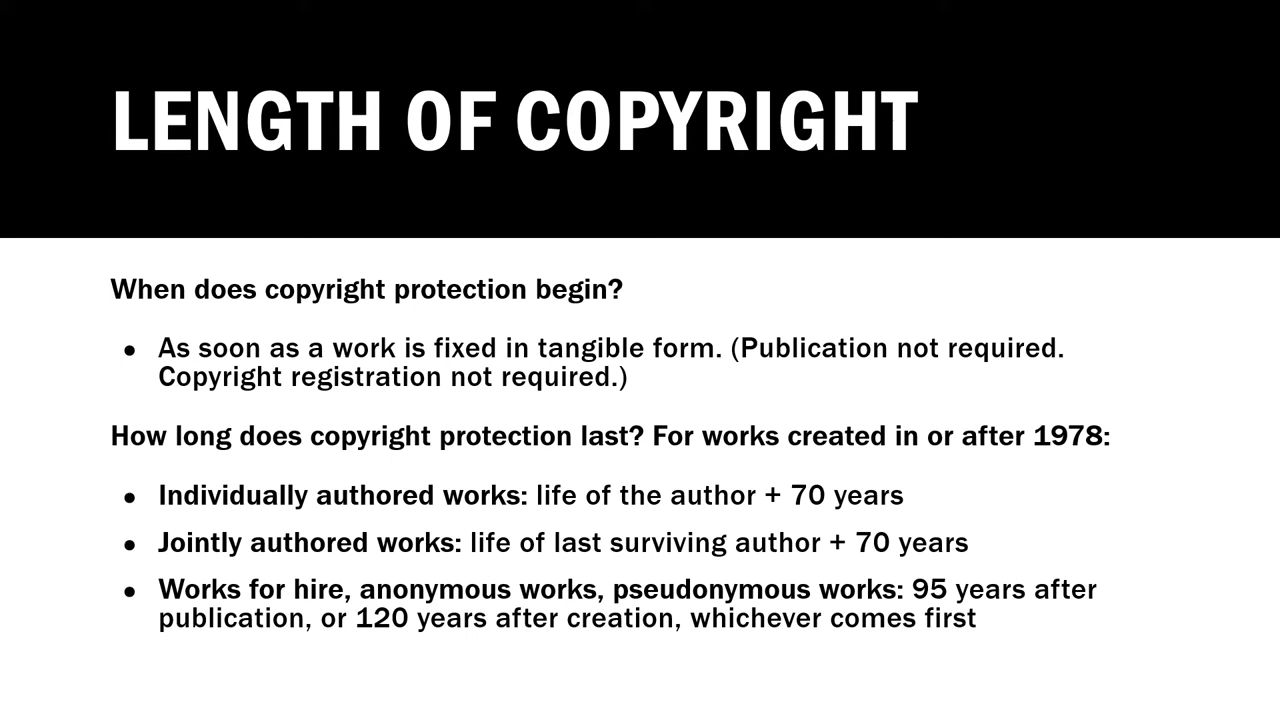 LENGTH OF COPYRIGHT
When does copyright protection begin?
• As soon as a work is fixed in tangible form. (Publication not required.
Copyright registration not required.)
How long does copyright protection last? For works created in or after 1978:
• Individually authored works: life of the author + 70 years
• Jointly authored works: life of last surviving author + 70 years
• Works for hire, anonymous works, pseudonymous works: 95 years after
publication, or 120 years after creation, whichever comes first